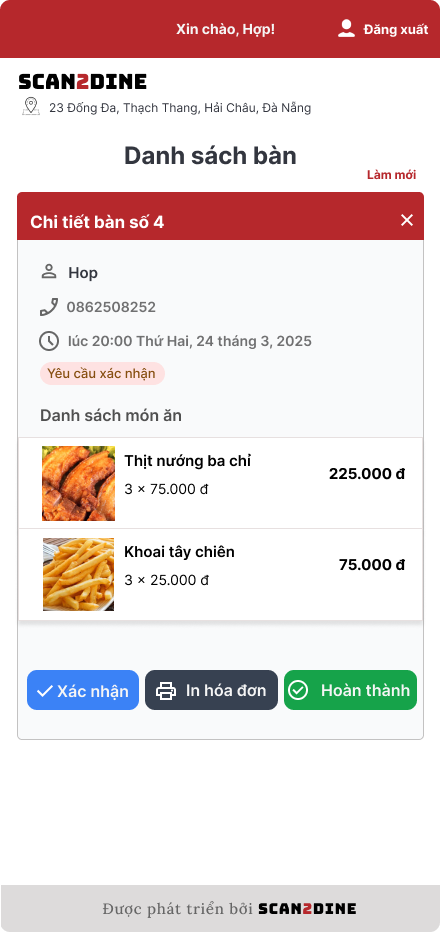 Xin chào, Hợp!
Đăng xuất
SCAN2DINE
23 Đống Đa, Thạch Thang, Hải Châu, Đà Nẵng
Danh sách bàn
Làm mới
Chi tiết bàn số 4
Hop
0862508252
lúc 20:00 Thứ Hai, 24 tháng 3, 2025
Yêu cầu xác nhận
Danh sách món ăn
Thịt nướng ba chỉ
225.000 đ
3 × 75.000 đ
Khoai tây chiên
75.000 đ
3 × 25.000 đ
Xác nhận
In hóa đơn
Hoàn thành
Được phát triển bởi SCAN2DINE